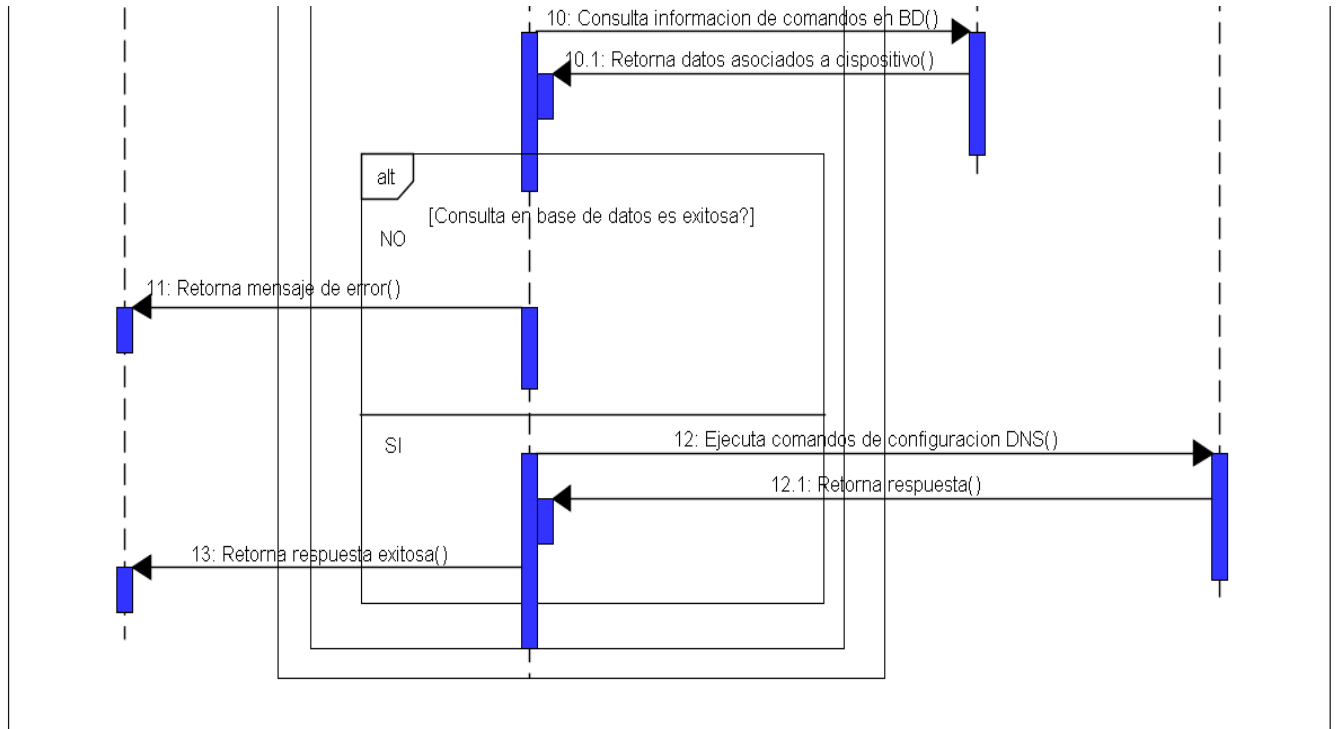 10: Consulta informacion de comandos en BD()
10.1: Retorna datos asociados a dispositivo()
alt
[Consulta en base de datos es exitosa?]
NO
11: Retorna mensaje de error()
SI
12: Ejecuta comandos de configuracion DNS()
12.1: Retorna respuesta()
13: Retorna respuesta exitosa()